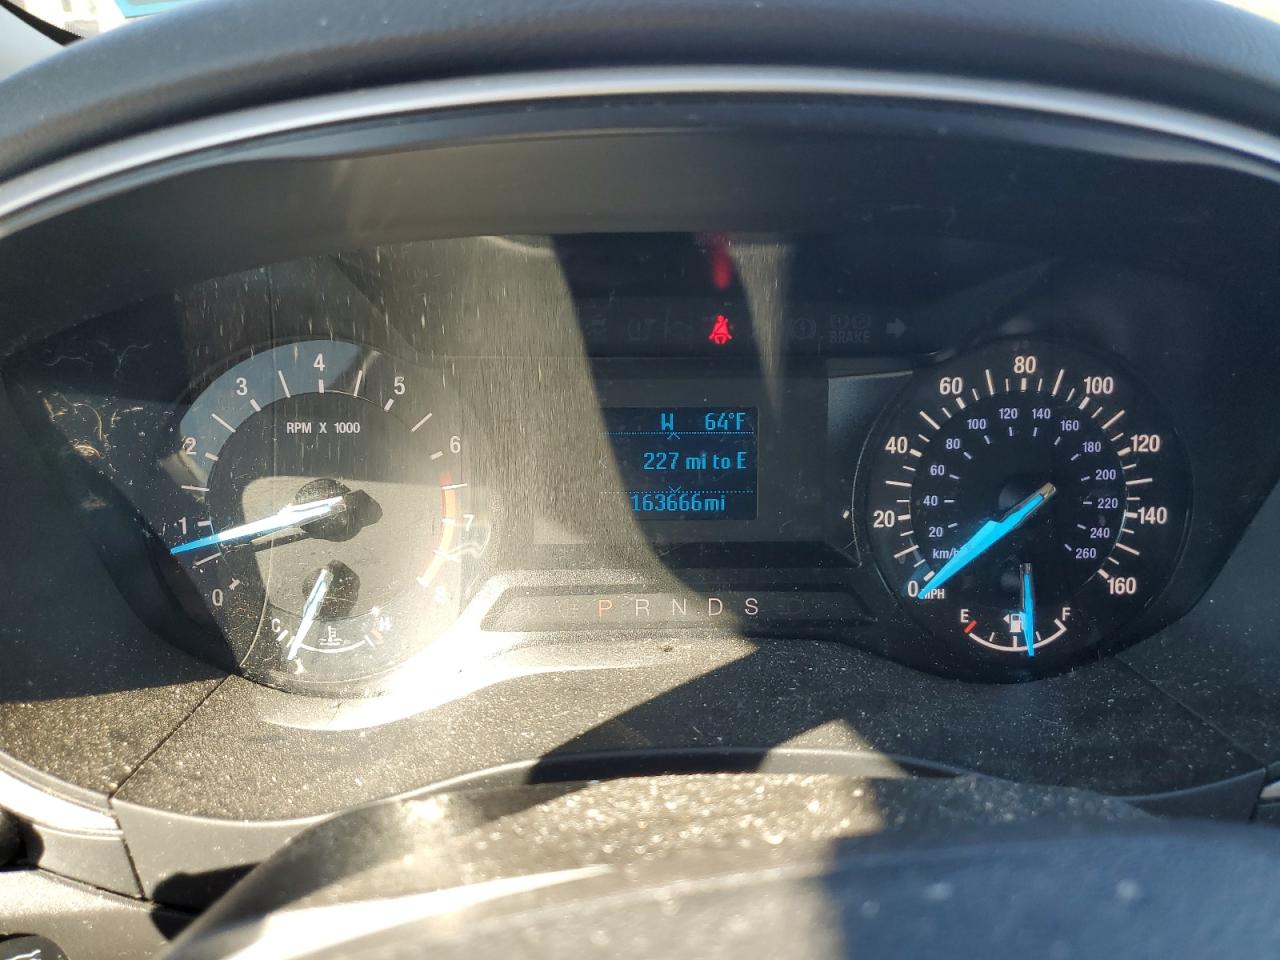 BRAKE
0 1 2 3 4 5 6 7 8
RPM X 1000
C H
W 64°F
227 mi to E
163666mi
P R N D S
0 20 40 60 80 100 120 140 160
MPH
20 40 60 80 100 120 140 160 180 200 220 240 260
km/h
E F